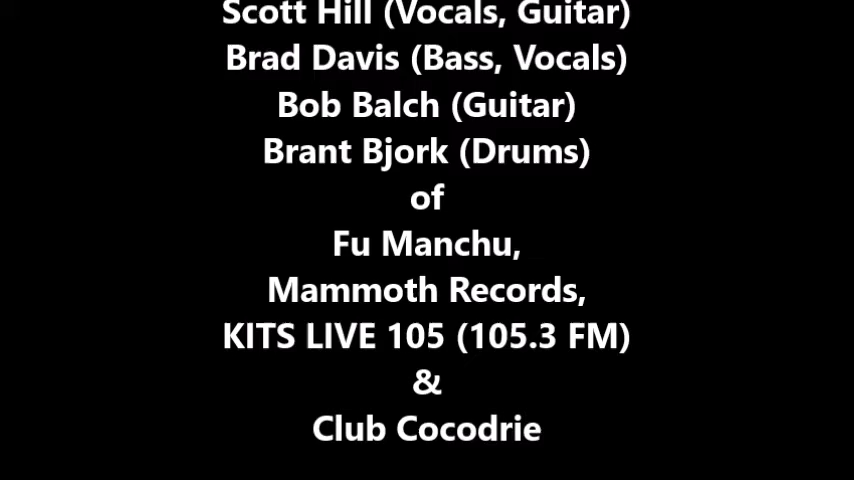 Scott Hill (Vocals, Guitar)
Brad Davis (Bass, Vocals)
Bob Balch (Guitar)
Brant Bjork (Drums)
of
Fu Manchu,
Mammoth Records,
KITS LIVE 105 (105.3 FM)
&
Club Cocodrie